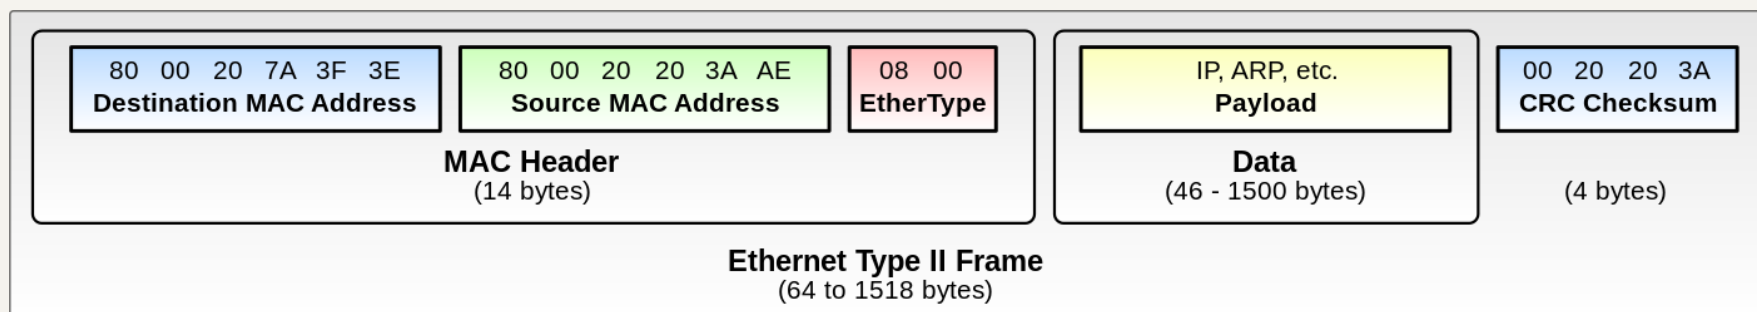 80 00 20 7A 3F 3E
Destination MAC Address
80 00 20 20 3A AE
Source MAC Address
08 00
EtherType
MAC Header
(14 bytes)
IP, ARP, etc.
Payload
Data
(46 - 1500 bytes)
00 20 20 3A
CRC Checksum
(4 bytes)
Ethernet Type II Frame
(64 to 1518 bytes)